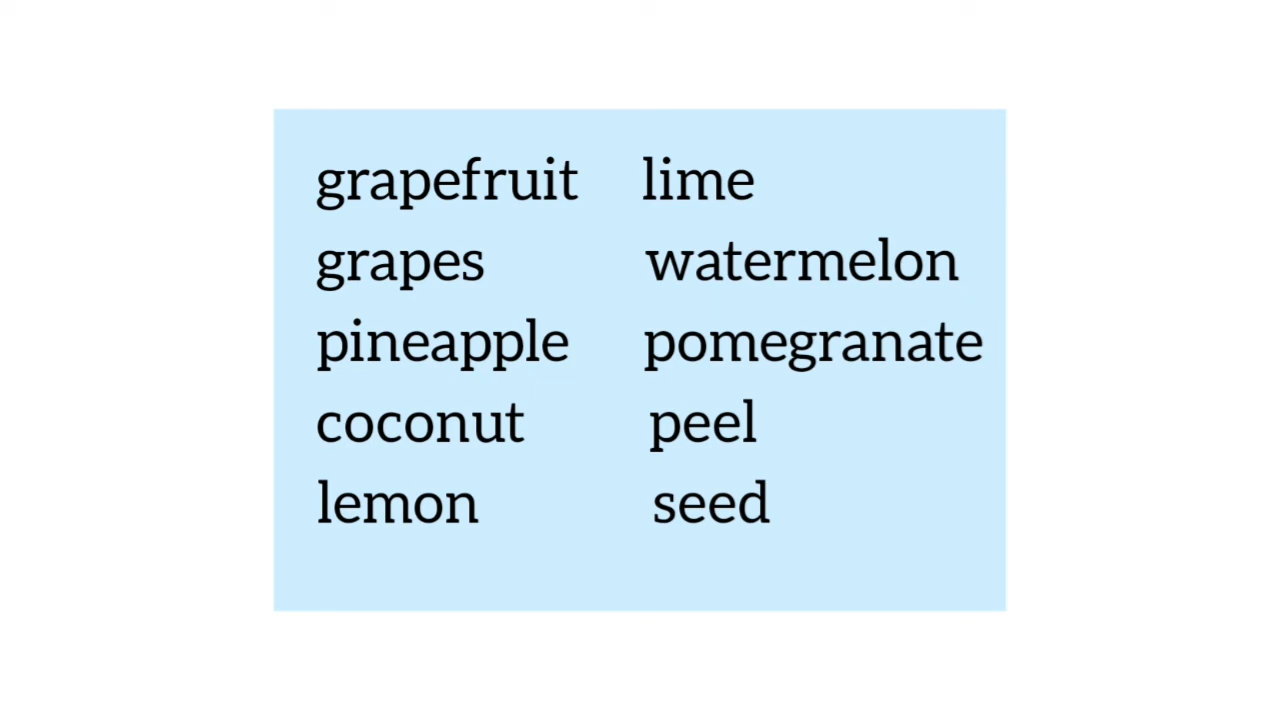 grapefruit lime
grapes watermelon
pineapple pomegranate
coconut peel
lemon seed